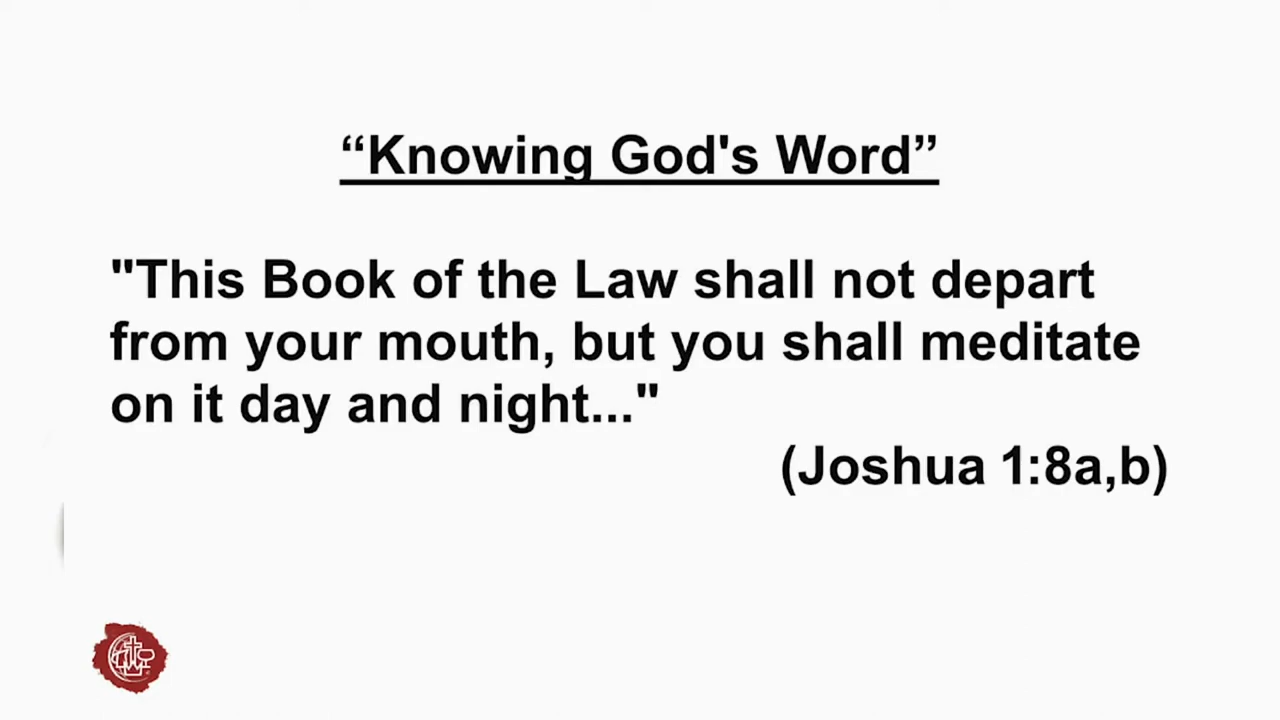 “Knowing God's Word”
"This Book of the Law shall not depart
from your mouth, but you shall meditate
on it day and night..."
(Joshua 1:8a,b)